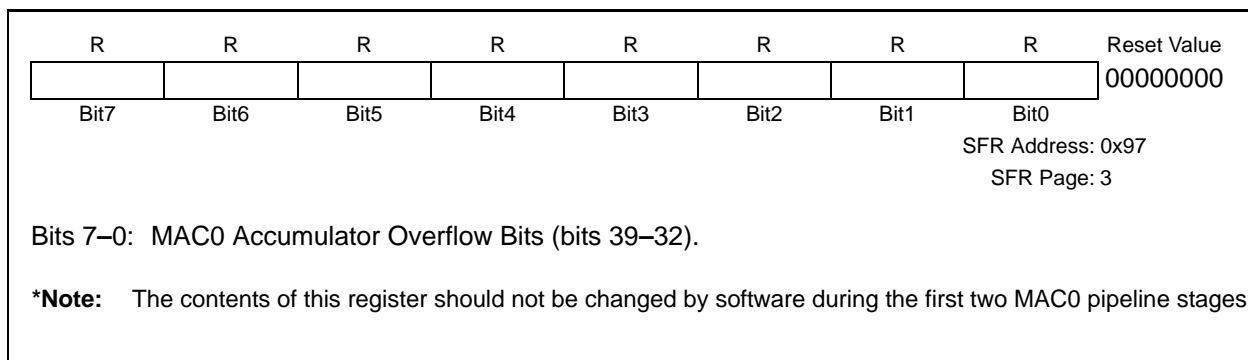 R R R R R R R R Reset Value
00000000
Bit7 Bit6 Bit5 Bit4 Bit3 Bit2 Bit1 Bit0
SFR Address: 0x97
SFR Page: 3
Bits 7–0: MAC0 Accumulator Overflow Bits (bits 39–32).
*Note: The contents of this register should not be changed by software during the first two MAC0 pipeline stages